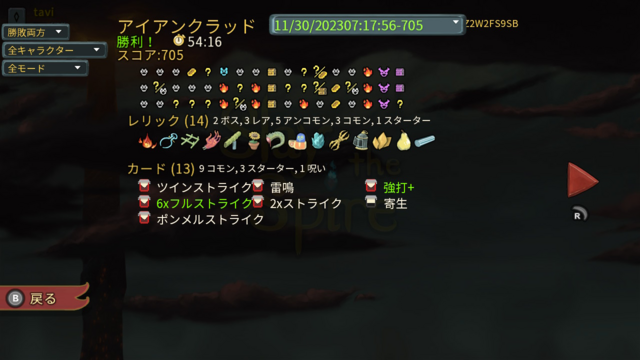 tavi
アイアンクラッド
11/30/202307:17:56-705
Z2W2FS9SB
勝敗両方
勝利！ 54:16
全キャラクター
スコア:705
全モード
レリック (14) 2 ボス, 3 レア, 5 アンコモン, 3 コモン, 1 スターター
カード (13) 9 コモン, 3 スターター, 1 呪い
ツインストライク 雷鳴 強打+
6xフルストライク 2xストライク 寄生
ポンメルストライク
R
B 戻る